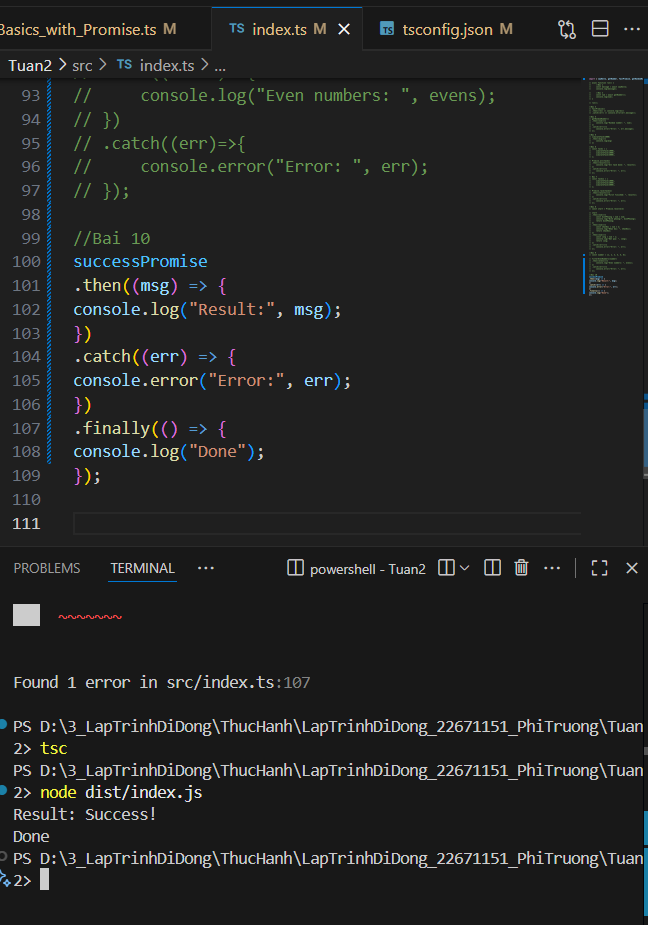 Basics_with_Promise.ts M
TS index.ts M
TS tsconfig.json M
Tuan2 > src > TS index.ts > ...
93 //     console.log("Even numbers: ", evens);
94 // })
95 // .catch((err)=>{
96 //     console.error("Error: ", err);
97 // });
98
99 //Bai 10
100 successPromise
101 .then((msg) => {
102 console.log("Result:", msg);
103 })
104 .catch((err) => {
105 console.error("Error:", err);
106 })
107 .finally(() => {
108 console.log("Done");
109 });
110
111
PROBLEMS TERMINAL ... powershell - Tuan2 ...
Found 1 error in src/index.ts:107
PS D:\3_LapTrinhDiDong\ThucHanh\LapTrinhDiDong_22671151_PhiTruong\Tuan
2> tsc
PS D:\3_LapTrinhDiDong\ThucHanh\LapTrinhDiDong_22671151_PhiTruong\Tuan
2> node dist/index.js
Result: Success!
Done
PS D:\3_LapTrinhDiDong\ThucHanh\LapTrinhDiDong_22671151_PhiTruong\Tuan
2>